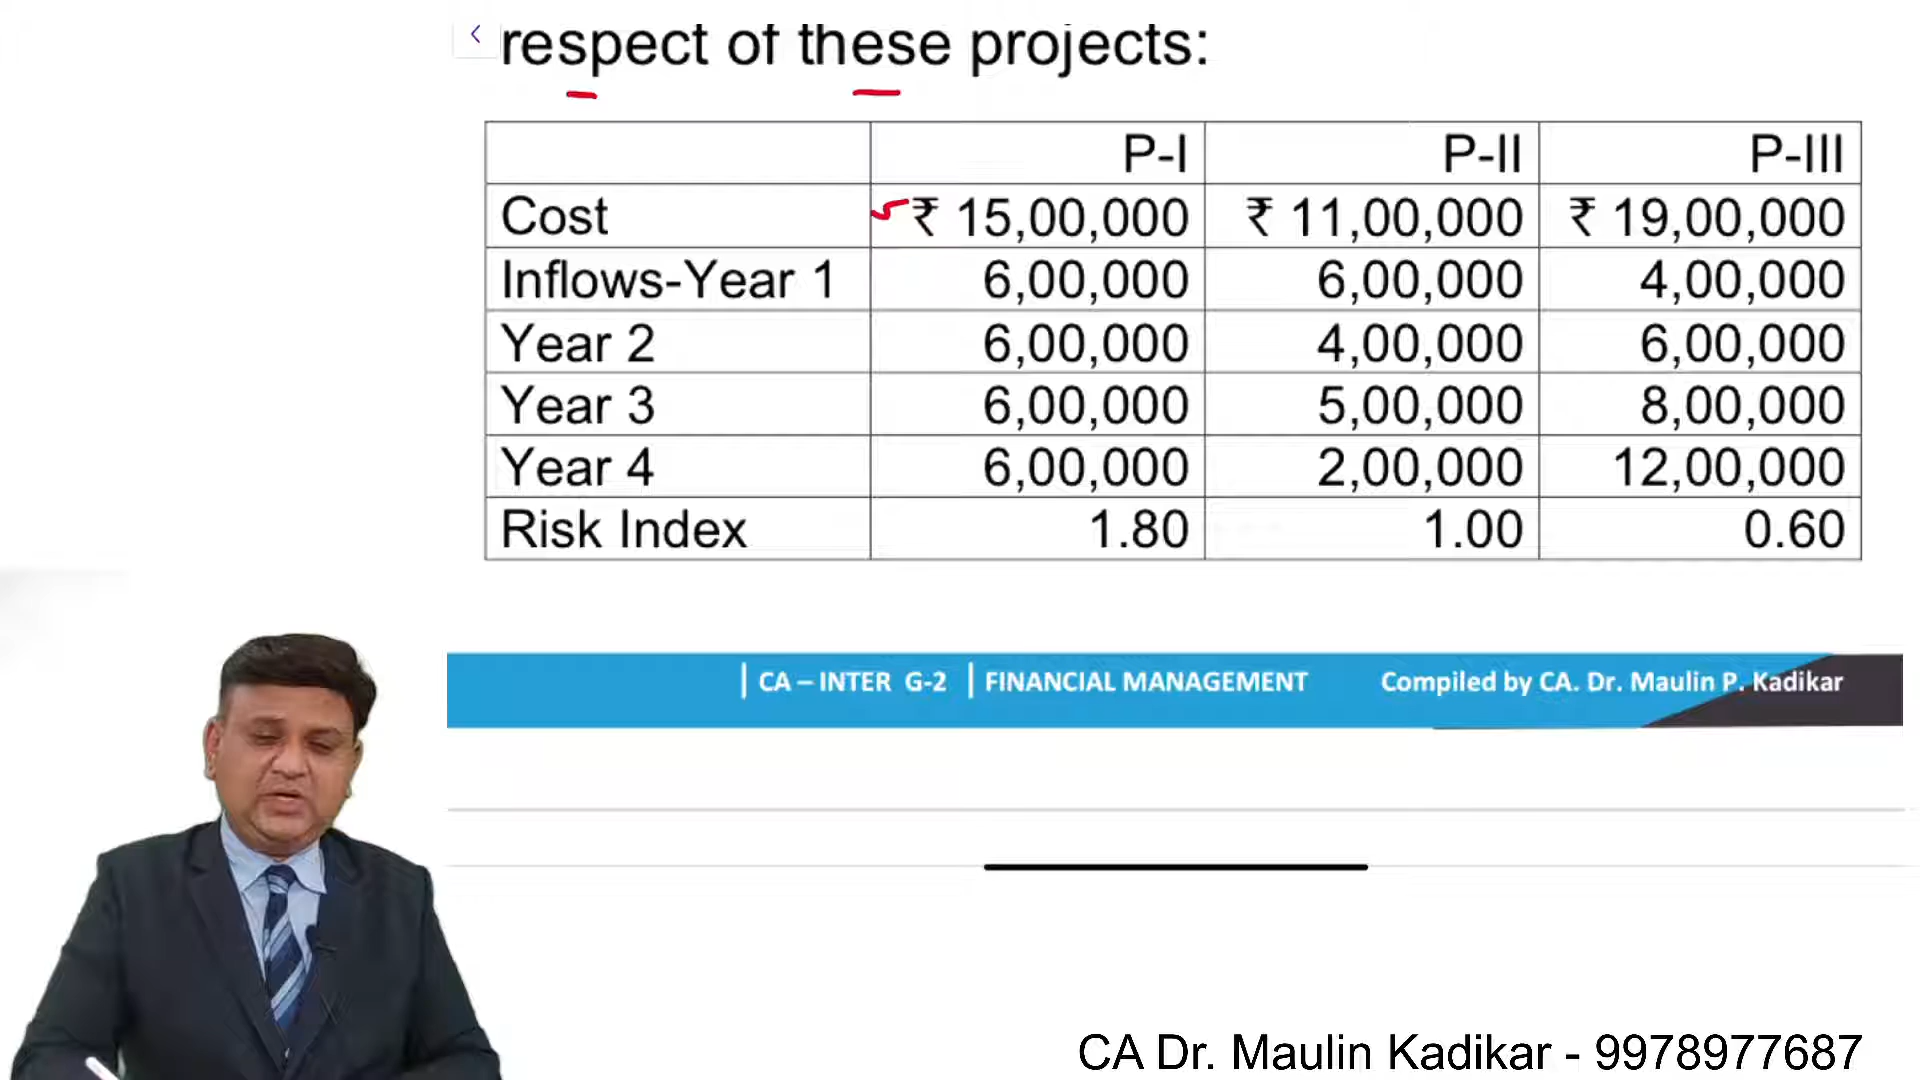 respect of these projects:
P-I P-II P-III
Cost ₹ 15,00,000 ₹ 11,00,000 ₹ 19,00,000
Inflows-Year 1 6,00,000 6,00,000 4,00,000
Year 2 6,00,000 4,00,000 6,00,000
Year 3 6,00,000 5,00,000 8,00,000
Year 4 6,00,000 2,00,000 12,00,000
Risk Index 1.80 1.00 0.60
CA – INTER G-2 | FINANCIAL MANAGEMENT Compiled by CA. Dr. Maulin P. Kadikar
CA Dr. Maulin Kadikar - 9978977687